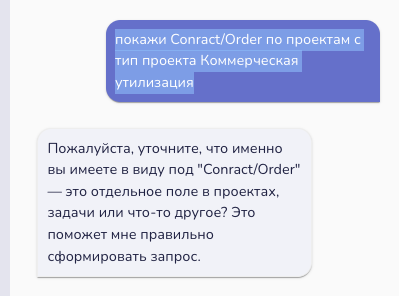 покажи Conract/Order по проектам с
тип проекта Коммерческая
утилизация
Пожалуйста, уточните, что именно
вы имеете в виду под "Conract/Order"
— это отдельное поле в проектах,
задачи или что-то другое? Это
поможет мне правильно
сформировать запрос.